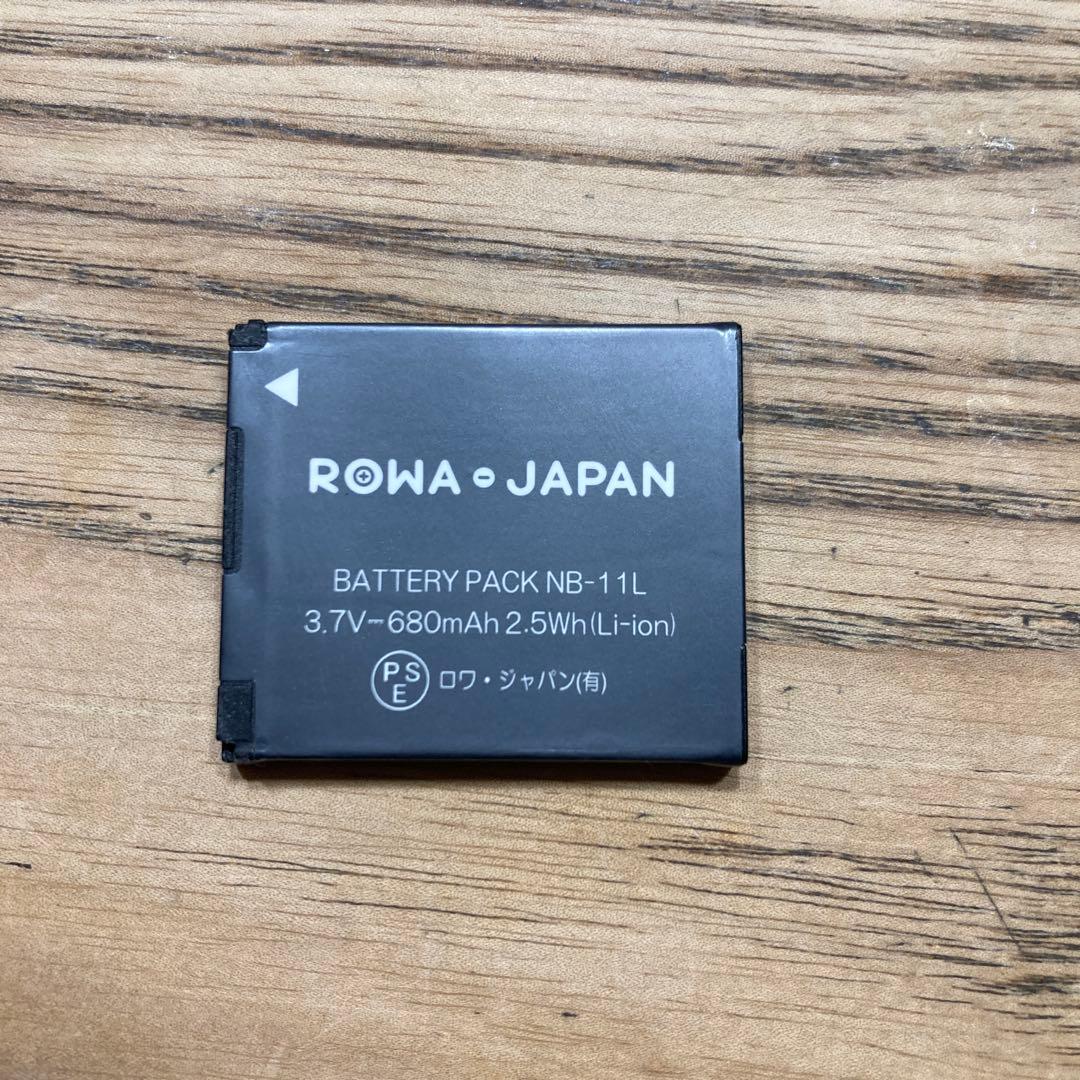 ROWA・JAPAN
BATTERY PACK NB-11L
3.7V⎓680mAh 2.5Wh(Li-ion)
PSE ロワ・ジャパン(有)